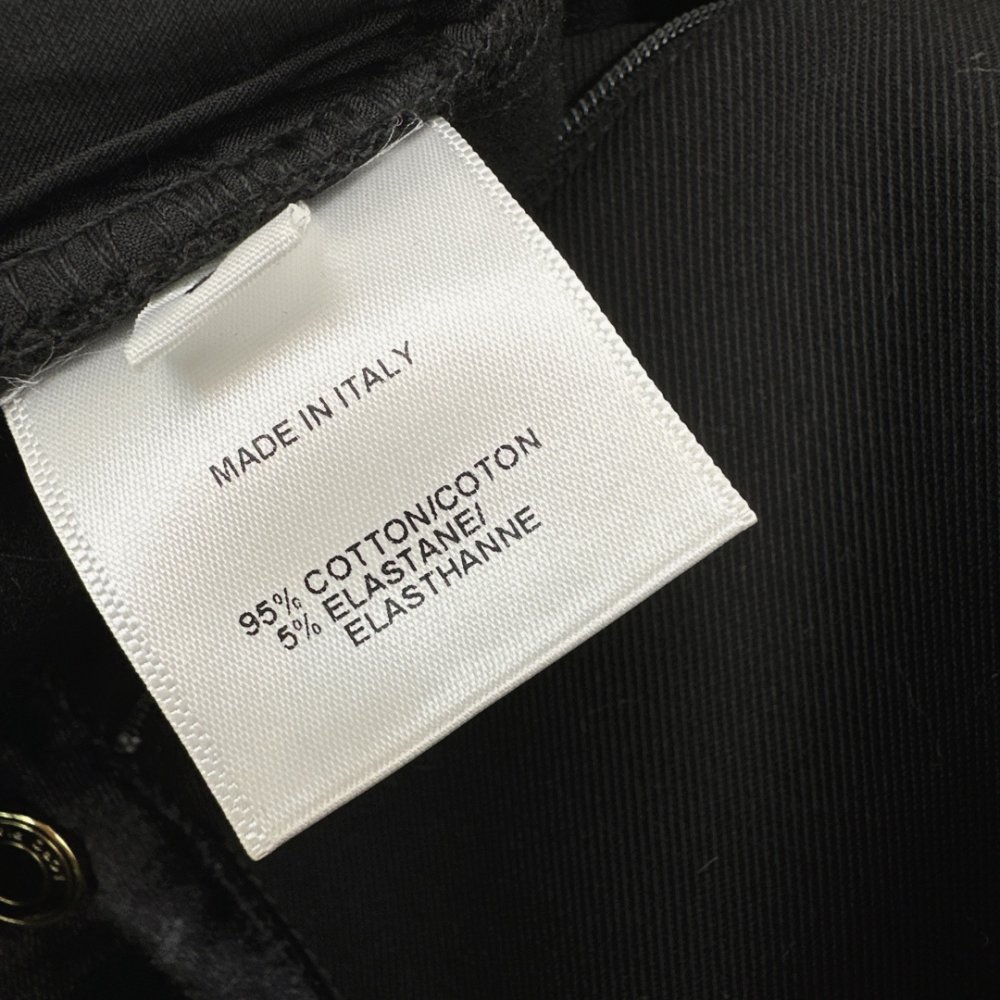 MADE IN ITALY
95% COTTON/COTON
5% ELASTANE/
ELASTHANNE